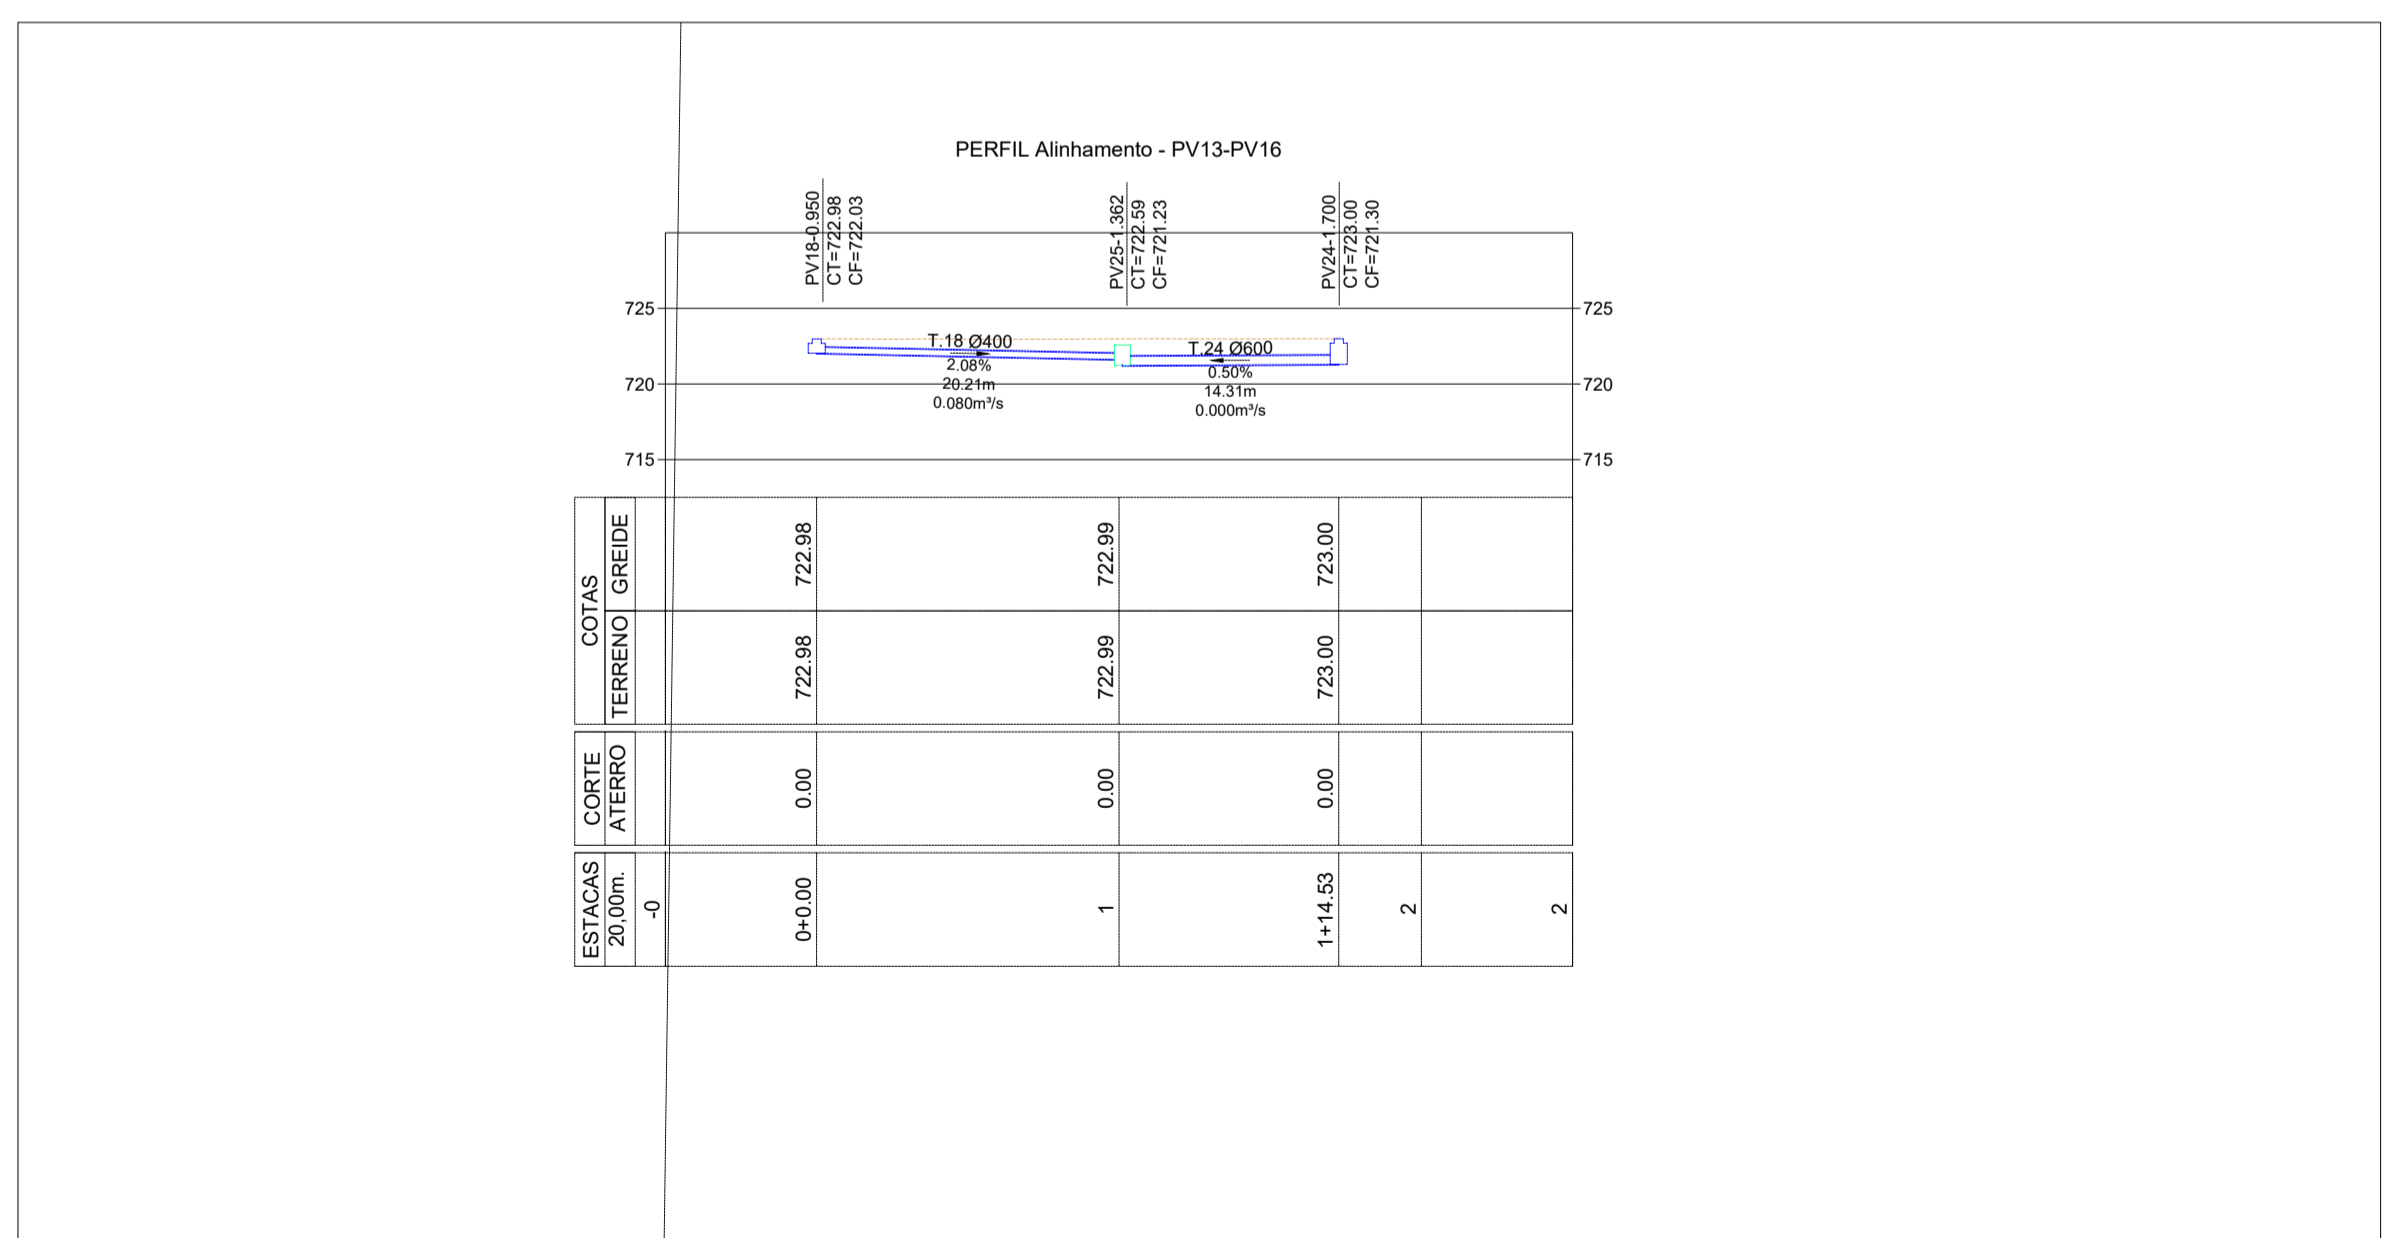 PERFIL Alinhamento - PV13-PV16
PV18-0.950
CT=722.98
CF=722.03
PV25-1.362
CT=722.59
CF=721.23
PV24-1.700
CT=723.00
CF=721.30
725
725
T.18 Ø400
2.08%
20.21m
0.080m³/s
T.24 Ø600
0.50%
14.31m
0.000m³/s
720
720
715
715
COTAS
GREIDE
722.98
722.99
723.00
TERRENO
722.98
722.99
723.00
CORTE
ATERRO
0.00
0.00
0.00
ESTACAS
20,00m.
-0
0+0.00
1
1+14.53
2
2